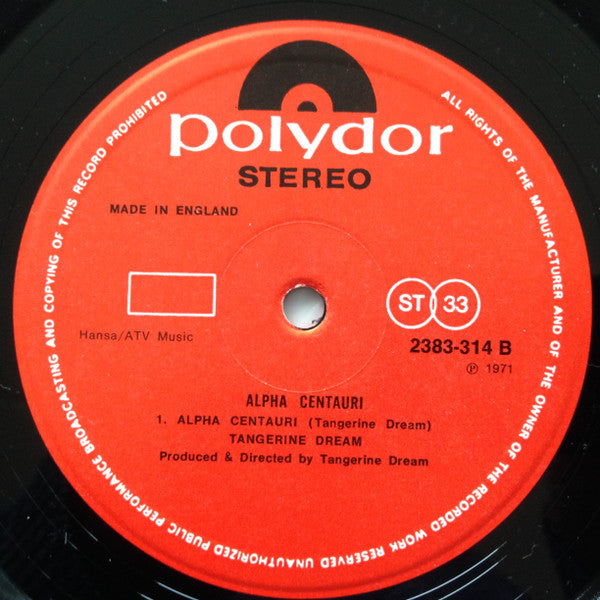 polydor
STEREO
MADE IN ENGLAND
Hansa/ATV Music
ST 33
2383-314 B
℗ 1971
ALPHA CENTAURI
1. ALPHA CENTAURI (Tangerine Dream)
TANGERINE DREAM
Produced & Directed by Tangerine Dream
ALL RIGHTS OF THE MANUFACTURER AND OF THE OWNER OF THE RECORDED WORK RESERVED UNAUTHORIZED PUBLIC PERFORMANCE BROADCASTING AND COPYING OF THIS RECORD PROHIBITED